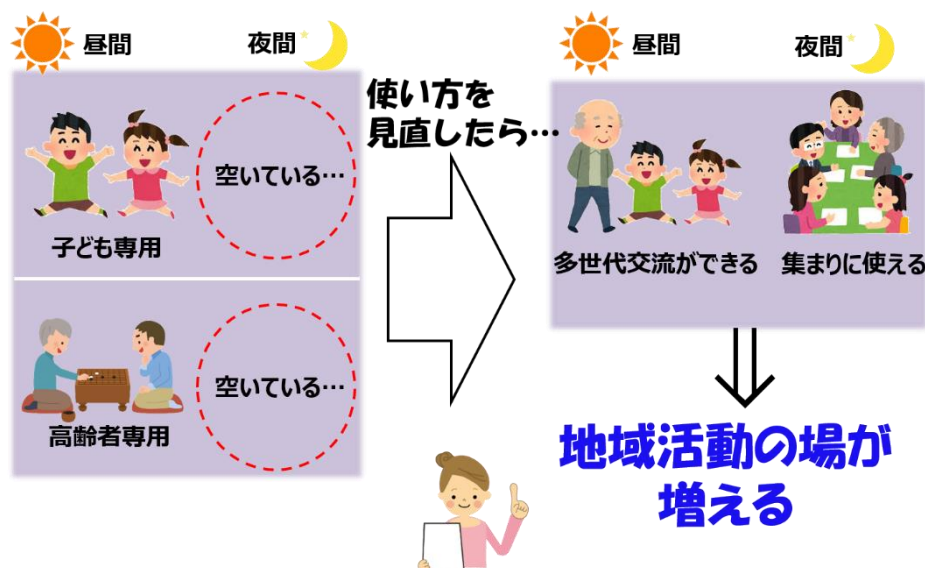 昼間
夜間
空いている…
子ども専用
空いている…
高齢者専用
使い方を
見直したら…
昼間
夜間
多世代交流ができる
集まりに使える
地域活動の場が
増える